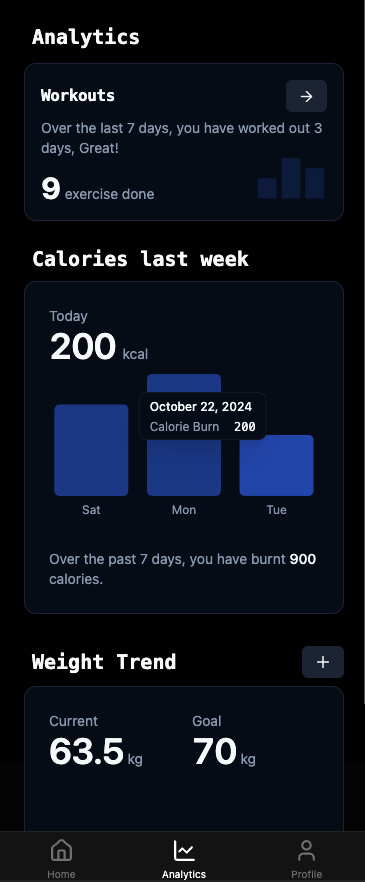 Analytics
Workouts
Over the last 7 days, you have worked out 3
days, Great!
9 exercise done
Calories last week
Today
200 kcal
October 22, 2024
Calorie Burn 200
Sat Mon Tue
Over the past 7 days, you have burnt 900
calories.
Weight Trend
Current Goal
63.5 kg 70 kg
Home Analytics Profile